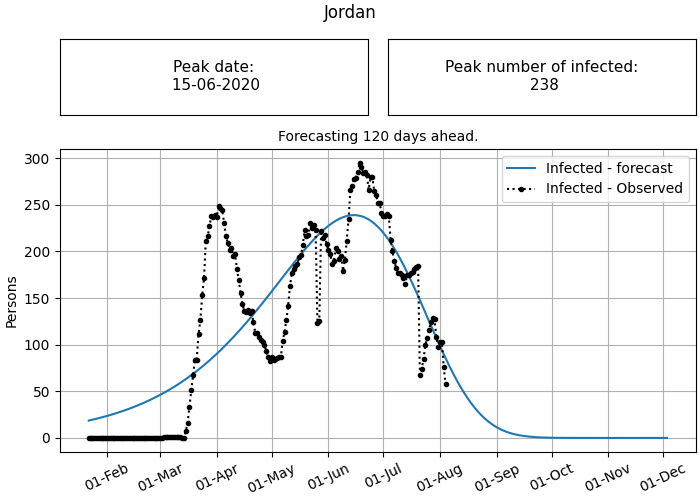 Jordan
Peak date:
15-06-2020
Peak number of infected:
238
Forecasting 120 days ahead.
Infected - forecast
Infected - Observed
Persons
300
250
200
150
100
50
0
01-Feb
01-Mar
01-Apr
01-May
01-Jun
01-Jul
01-Aug
01-Sep
01-Oct
01-Nov
01-Dec